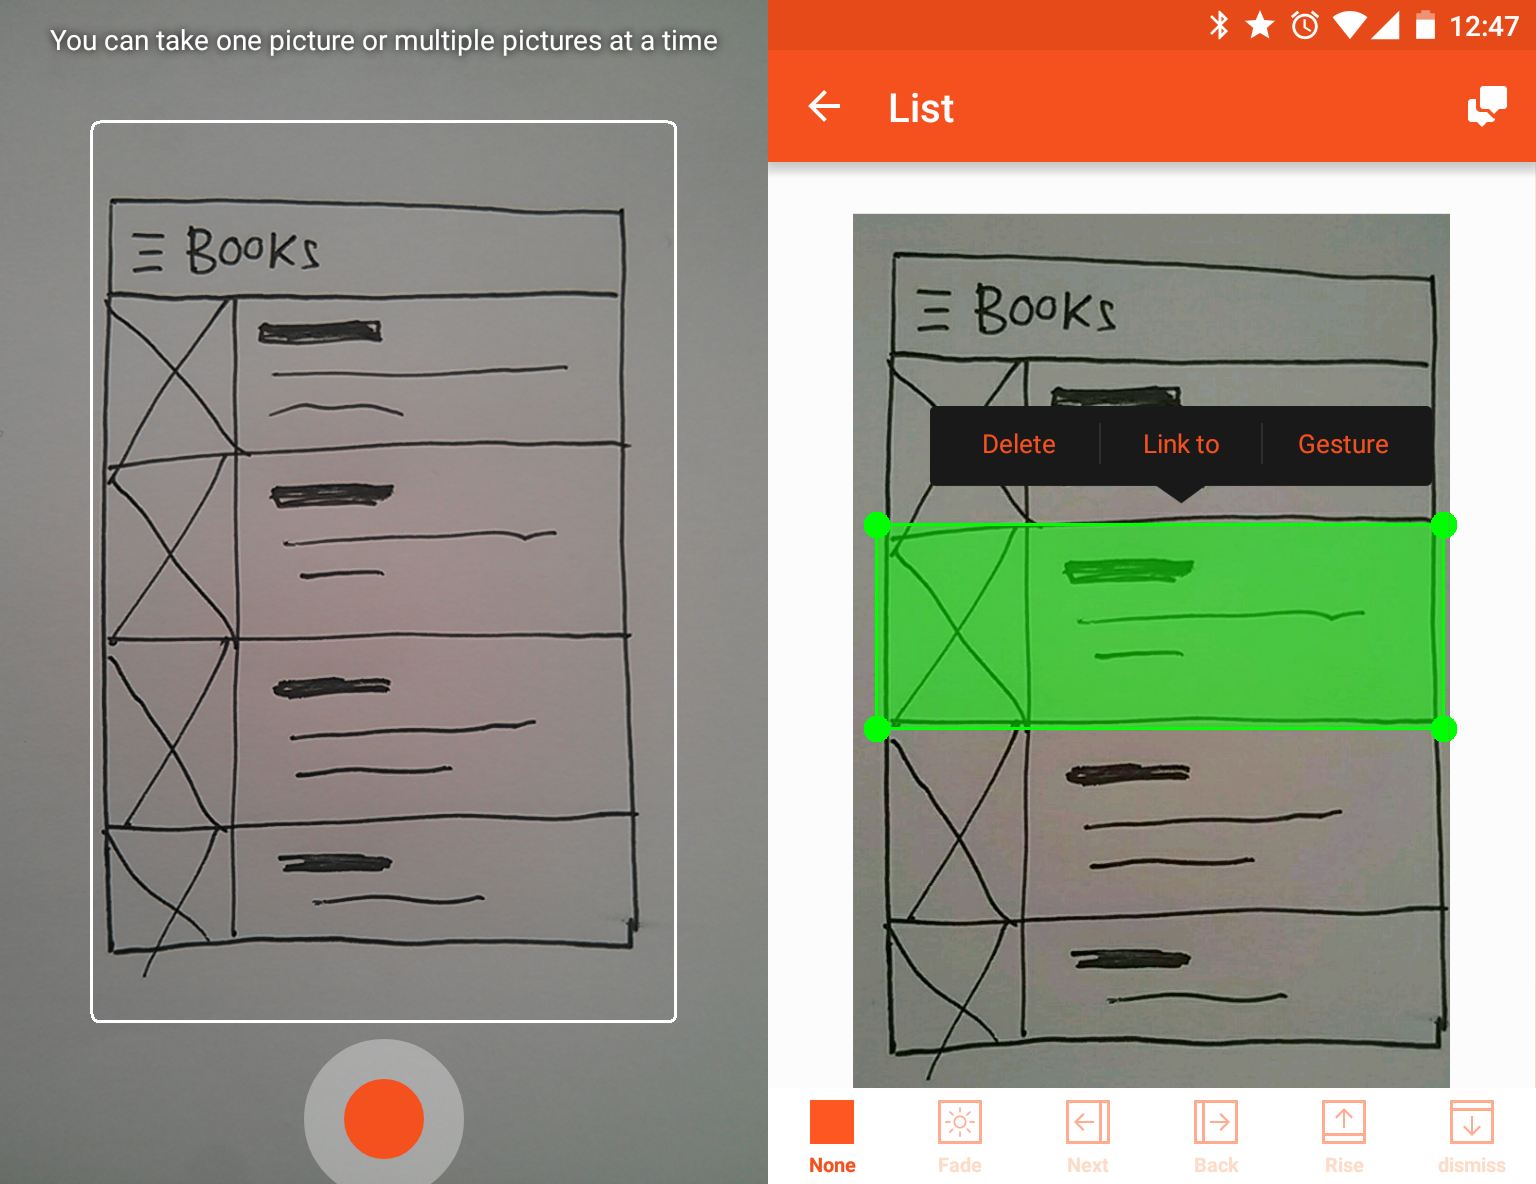 You can take one picture or multiple pictures at a time
BOOKS
12:47
List
BOOKS
Delete
Link to
Gesture
None
Fade
Next
Back
Rise
dismiss